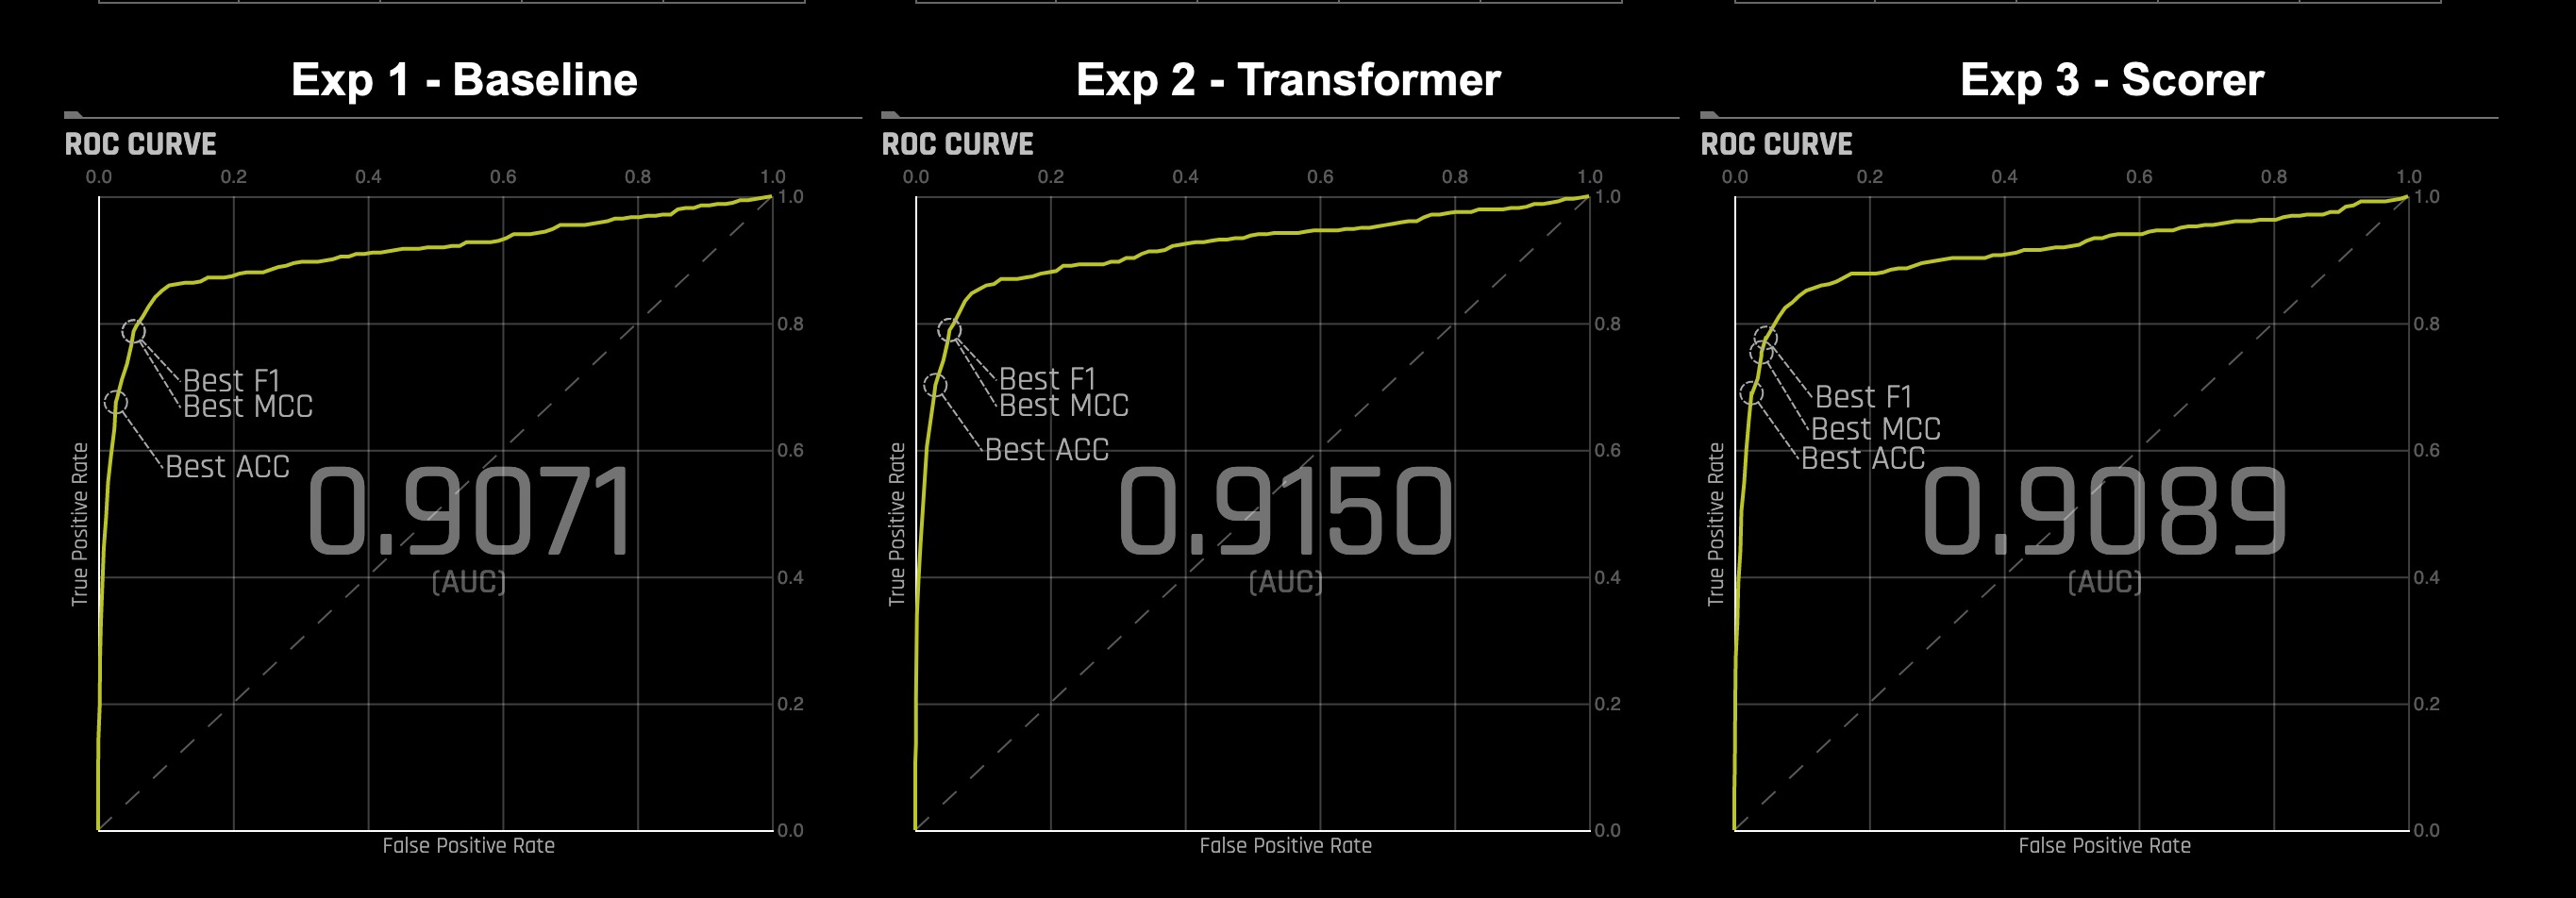 Exp 1 - Baseline
ROC CURVE
0.0 0.2 0.4 0.6 0.8 1.0
1.0
0.8
Best F1
Best MCC
0.6
Best ACC
0.9071
(AUC)
0.4
0.2
0.0
True Positive Rate
False Positive Rate
Exp 2 - Transformer
ROC CURVE
0.0 0.2 0.4 0.6 0.8 1.0
1.0
0.8
Best F1
Best MCC
Best ACC
0.6
0.9150
(AUC)
0.4
0.2
0.0
True Positive Rate
False Positive Rate
Exp 3 - Scorer
ROC CURVE
0.0 0.2 0.4 0.6 0.8 1.0
1.0
0.8
Best F1
Best MCC
0.6
Best ACC
0.9089
(AUC)
0.4
0.2
0.0
True Positive Rate
False Positive Rate